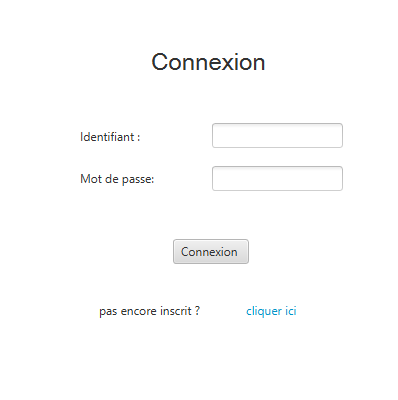 Connexion
Identifiant :
Mot de passe:
Connexion
pas encore inscrit ? cliquer ici